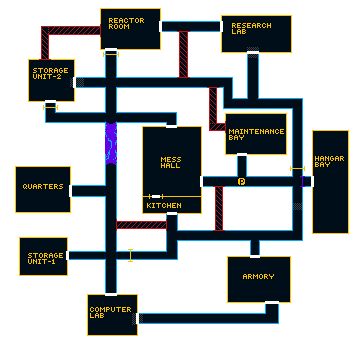 REACTOR
ROOM
RESEARCH
LAB
STORAGE
UNIT-2
MAINTENANCE
BAY
MESS
HALL
HANGAR
BAY
QUARTERS
P
KITCHEN
STORAGE
UNIT-1
ARMORY
COMPUTER
LAB